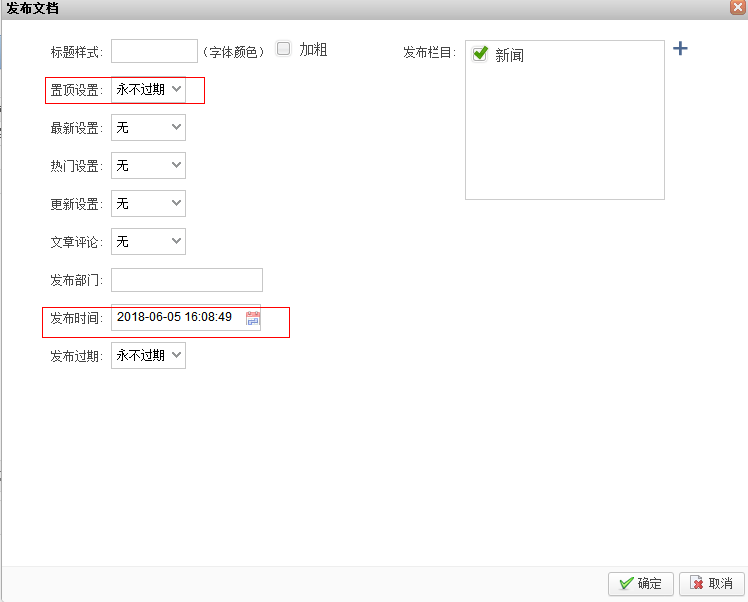 发布文档
标题样式: （字体颜色） 加粗
置顶设置: 永不过期
最新设置: 无
热门设置: 无
更新设置: 无
文章评论: 无
发布部门:
发布时间: 2018-06-05 16:08:49
发布过期: 永不过期
发布栏目: 新闻
确定 取消